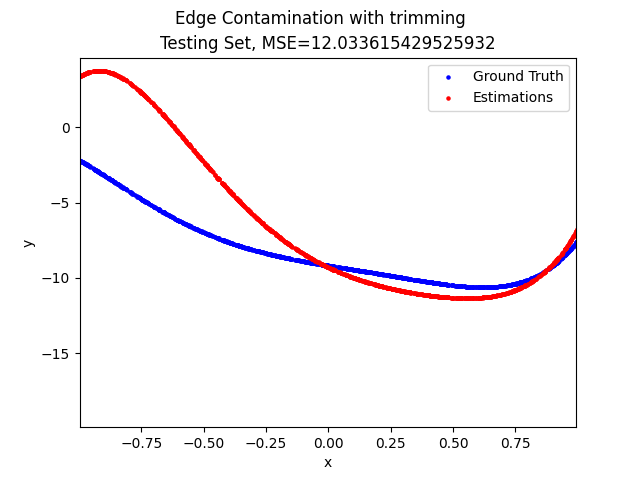 Edge Contamination with trimming
Testing Set, MSE=12.033615429525932
Ground Truth
Estimations
y
0
−5
−10
−15
−0.75 −0.50 −0.25 0.00 0.25 0.50 0.75
x